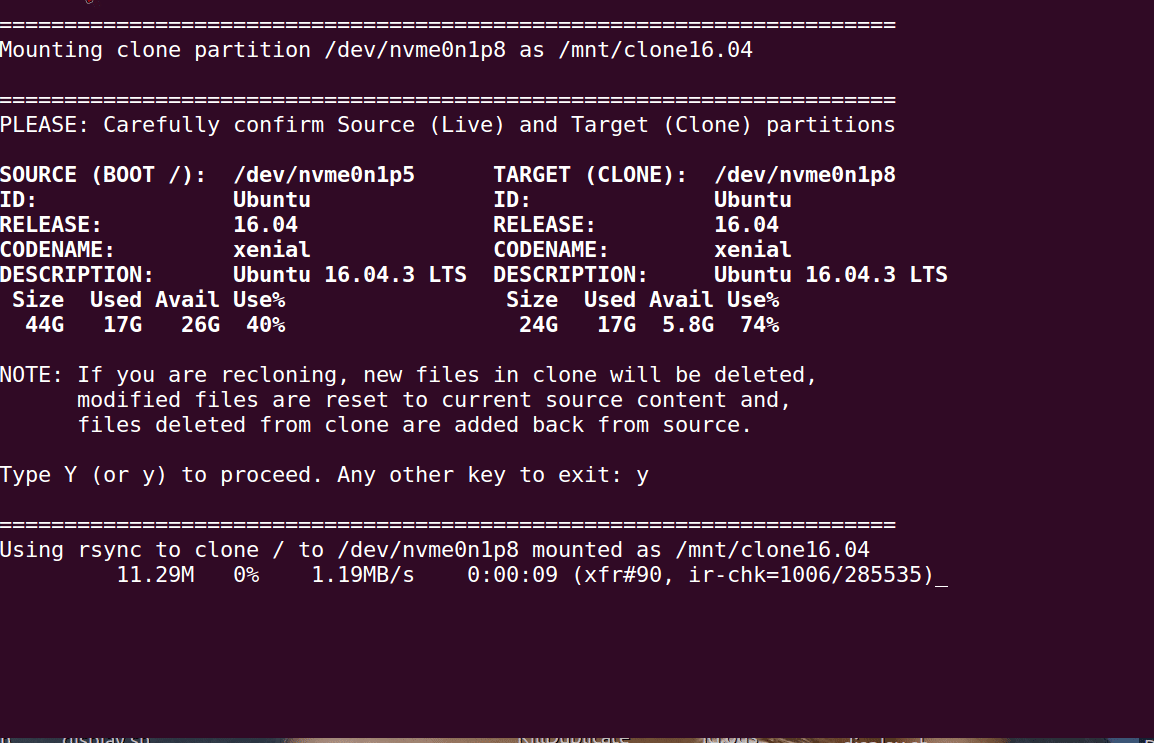 =====================================================================
Mounting clone partition /dev/nvme0n1p8 as /mnt/clone16.04
=====================================================================
PLEASE: Carefully confirm Source (Live) and Target (Clone) partitions
SOURCE (BOOT /):  /dev/nvme0n1p5      TARGET (CLONE):  /dev/nvme0n1p8
ID:               Ubuntu              ID:              Ubuntu
RELEASE:          16.04               RELEASE:         16.04
CODENAME:         xenial              CODENAME:        xenial
DESCRIPTION:      Ubuntu 16.04.3 LTS  DESCRIPTION:     Ubuntu 16.04.3 LTS
 Size  Used Avail Use%                 Size  Used Avail Use%
  44G   17G   26G  40%                  24G   17G  5.8G  74%
NOTE: If you are recloning, new files in clone will be deleted,
      modified files are reset to current source content and,
      files deleted from clone are added back from source.
Type Y (or y) to proceed. Any other key to exit: y
=====================================================================
Using rsync to clone / to /dev/nvme0n1p8 mounted as /mnt/clone16.04
         11.29M   0%    1.19MB/s    0:00:09 (xfr#90, ir-chk=1006/285535)_
display.sh KillDuplicate